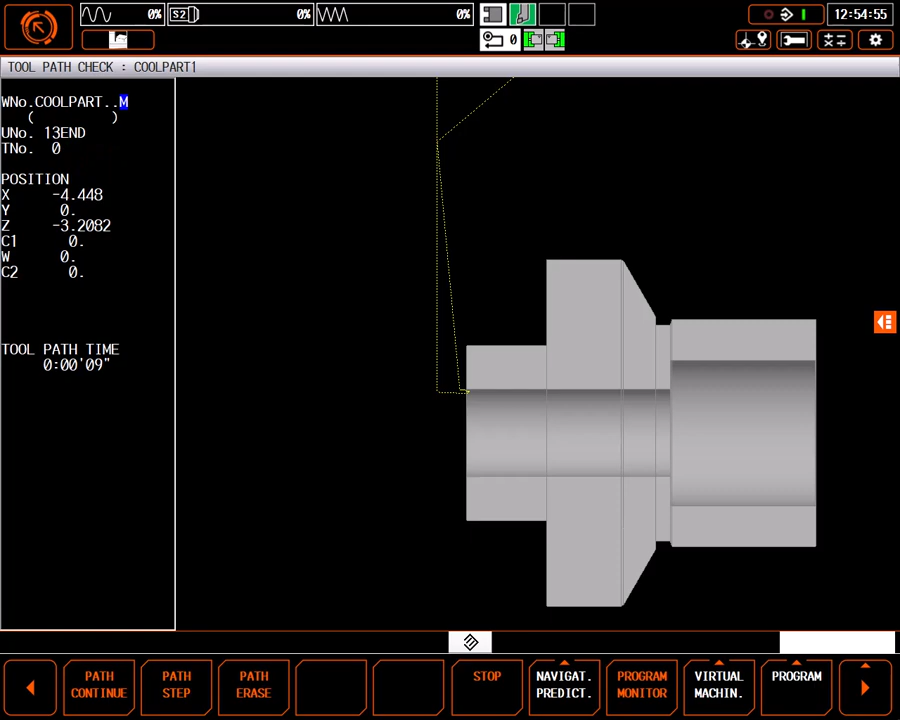 0%
S2
0%
0%
12:54:55
0
TOOL PATH CHECK : COOLPART1
WNo.COOLPART..M
( )
UNo. 13END
TNo. 0
POSITION
X -4.448
Y 0.
Z -3.2082
C1 0.
W 0.
C2 0.
TOOL PATH TIME
0:00'09"
PATH CONTINUE
PATH STEP
PATH ERASE
STOP
NAVIGAT. PREDICT.
PROGRAM MONITOR
VIRTUAL MACHIN.
PROGRAM